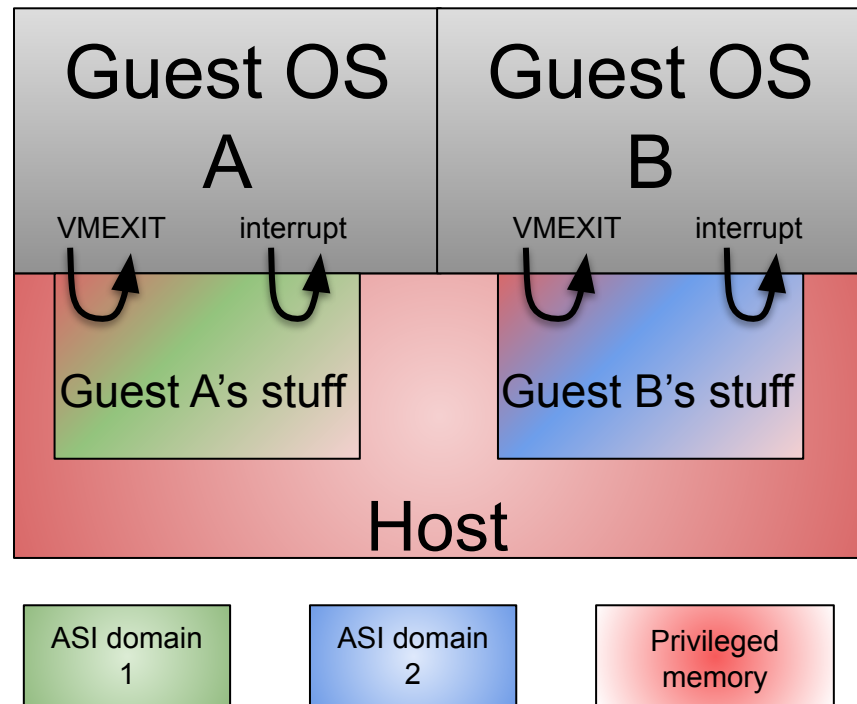 Guest OS
A
Guest OS
B
VMEXIT
interrupt
VMEXIT
interrupt
Guest A's stuff
Guest B's stuff
Host
ASI domain
1
ASI domain
2
Privileged
memory